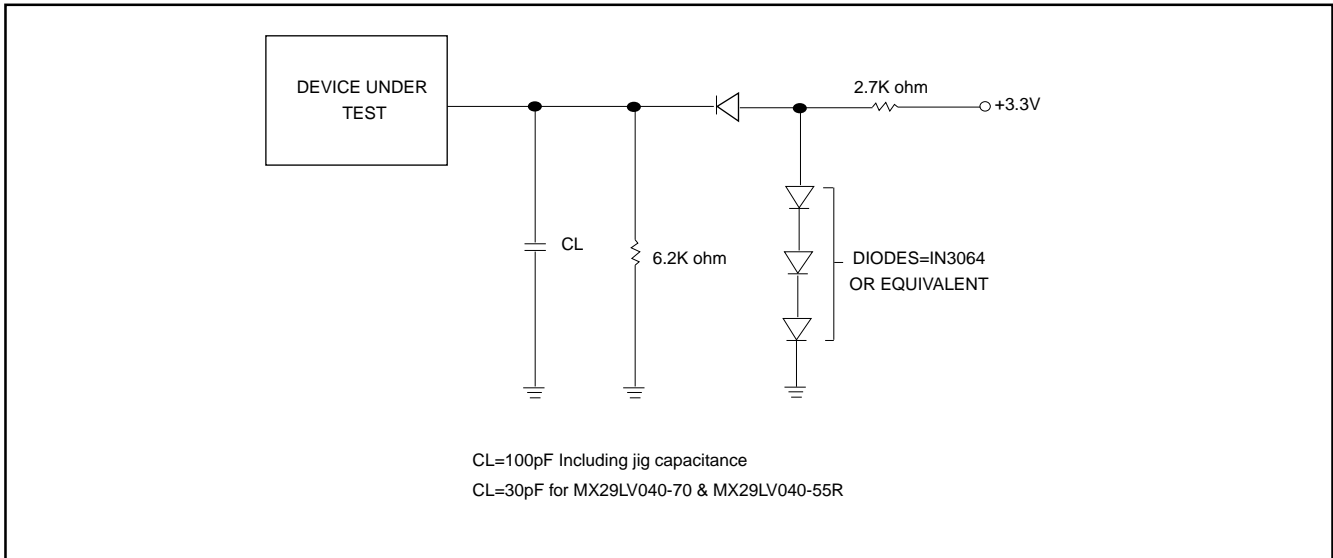 DEVICE UNDER
TEST
2.7K ohm
+3.3V
CL
6.2K ohm
DIODES=IN3064
OR EQUIVALENT
CL=100pF Including jig capacitance
CL=30pF for MX29LV040-70 & MX29LV040-55R